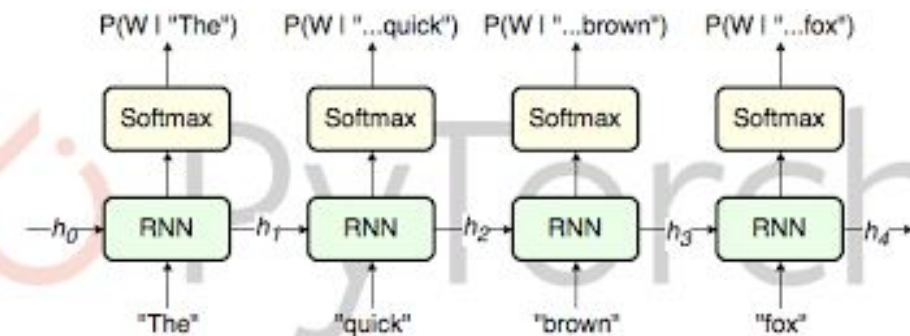 P(W | "The") P(W | "...quick") P(W | "...brown") P(W | "...fox")
Softmax Softmax Softmax Softmax
h0 RNN h1 RNN h2 RNN h3 RNN h4
"The" "quick" "brown" "fox"
PyTorch